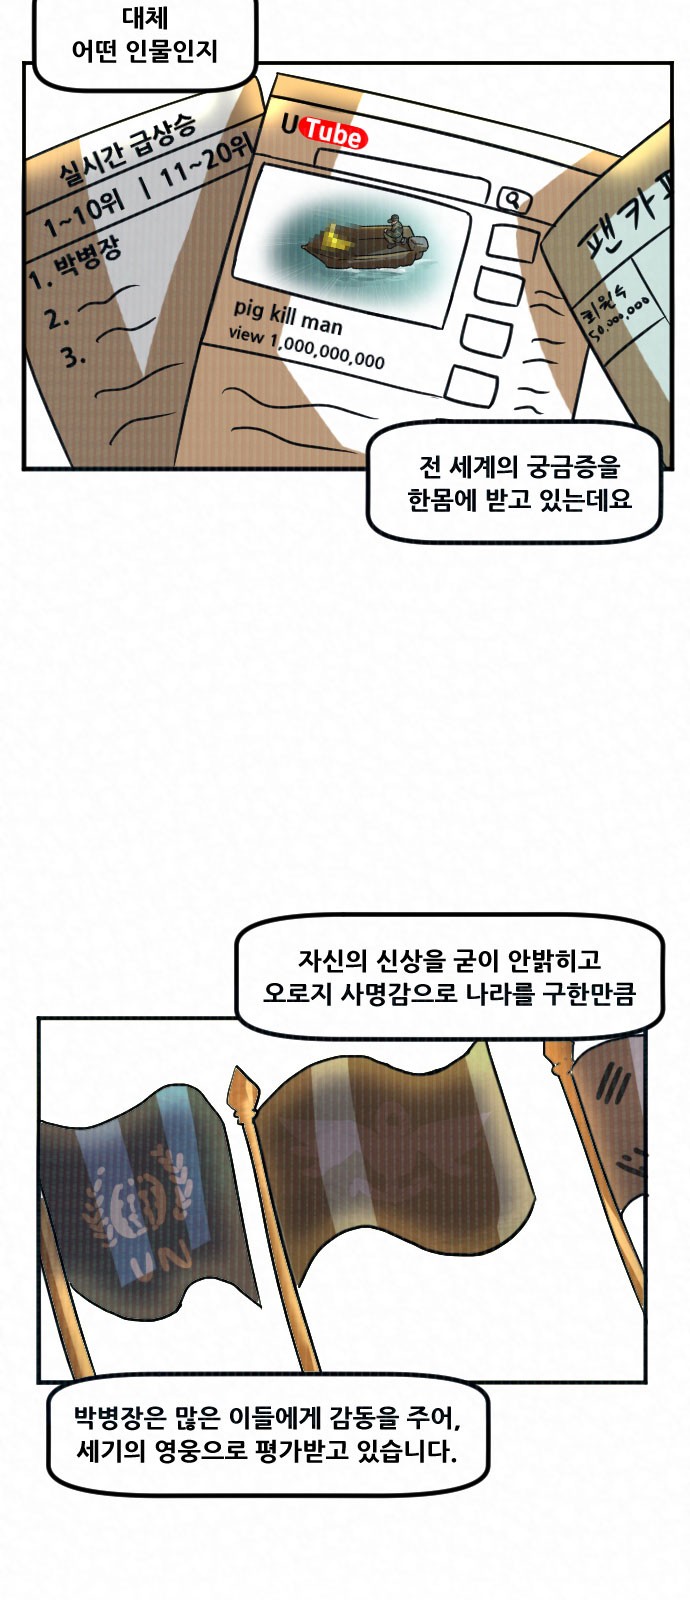 대체
어떤 인물인지
실시간 급상승
1~10위 | 11~20위
1. 박병장
2.
3.
UTube
pig kill man
view 1,000,000,000
팬카페
회원수
50,000,000
전 세계의 궁금증을
한몸에 받고 있는데요
자신의 신상을 굳이 안밝히고
오로지 사명감으로 나라를 구한만큼
UN
박병장은 많은 이들에게 감동을 주어,
세기의 영웅으로 평가받고 있습니다.